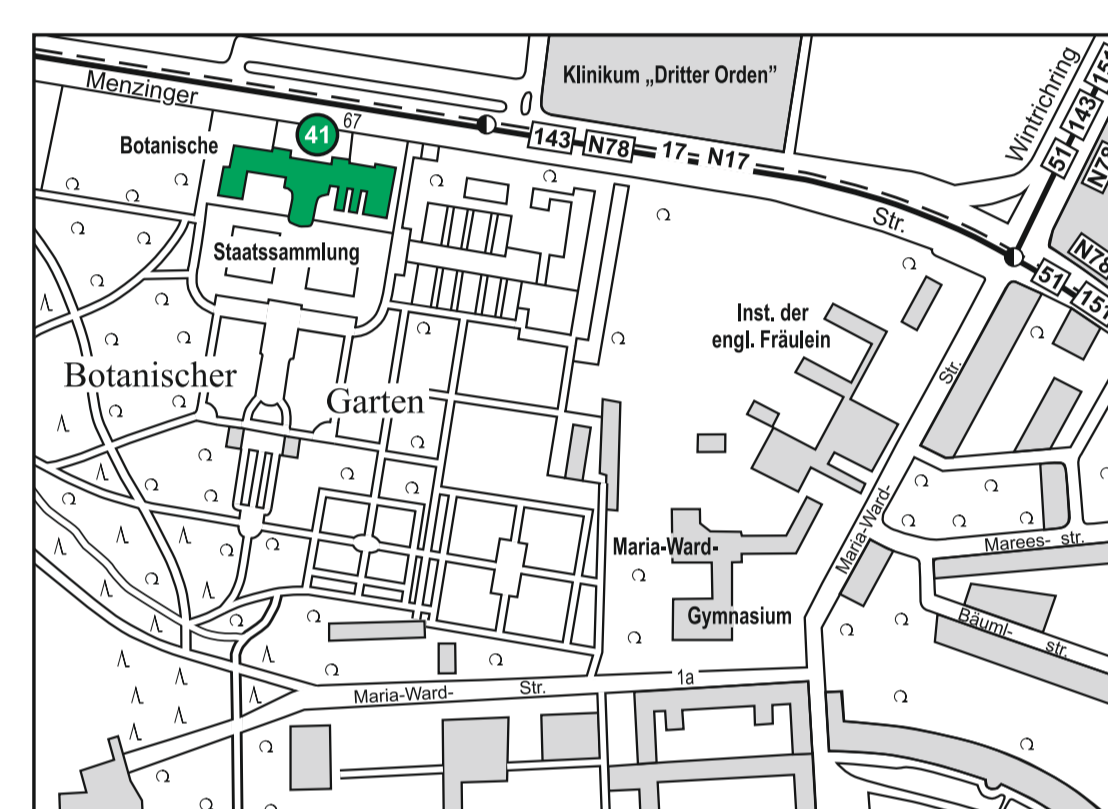 Klinikum „Dritter Orden”
Menzinger
67
41
Botanische
143
N78
17
N17
Wintrichring
51
143
151
N78
Str.
N78
51
151
Staatssammlung
Inst. der
engl. Fräulein
Botanischer
Garten
Str.
Maria-Ward-
Maria-Ward-
Gymnasium
Marees- str.
Bäuml- str.
Maria-Ward- Str.
1a